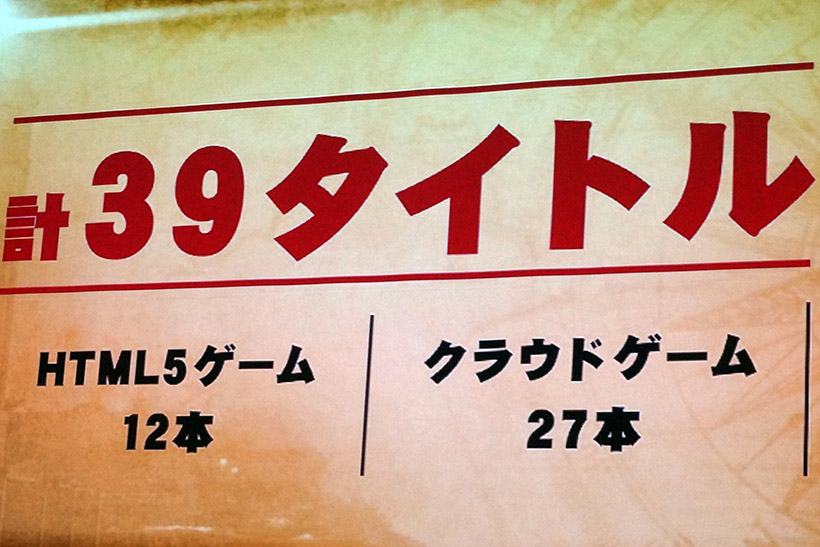 計39タイトル
HTML5ゲーム
12本
クラウドゲーム
27本